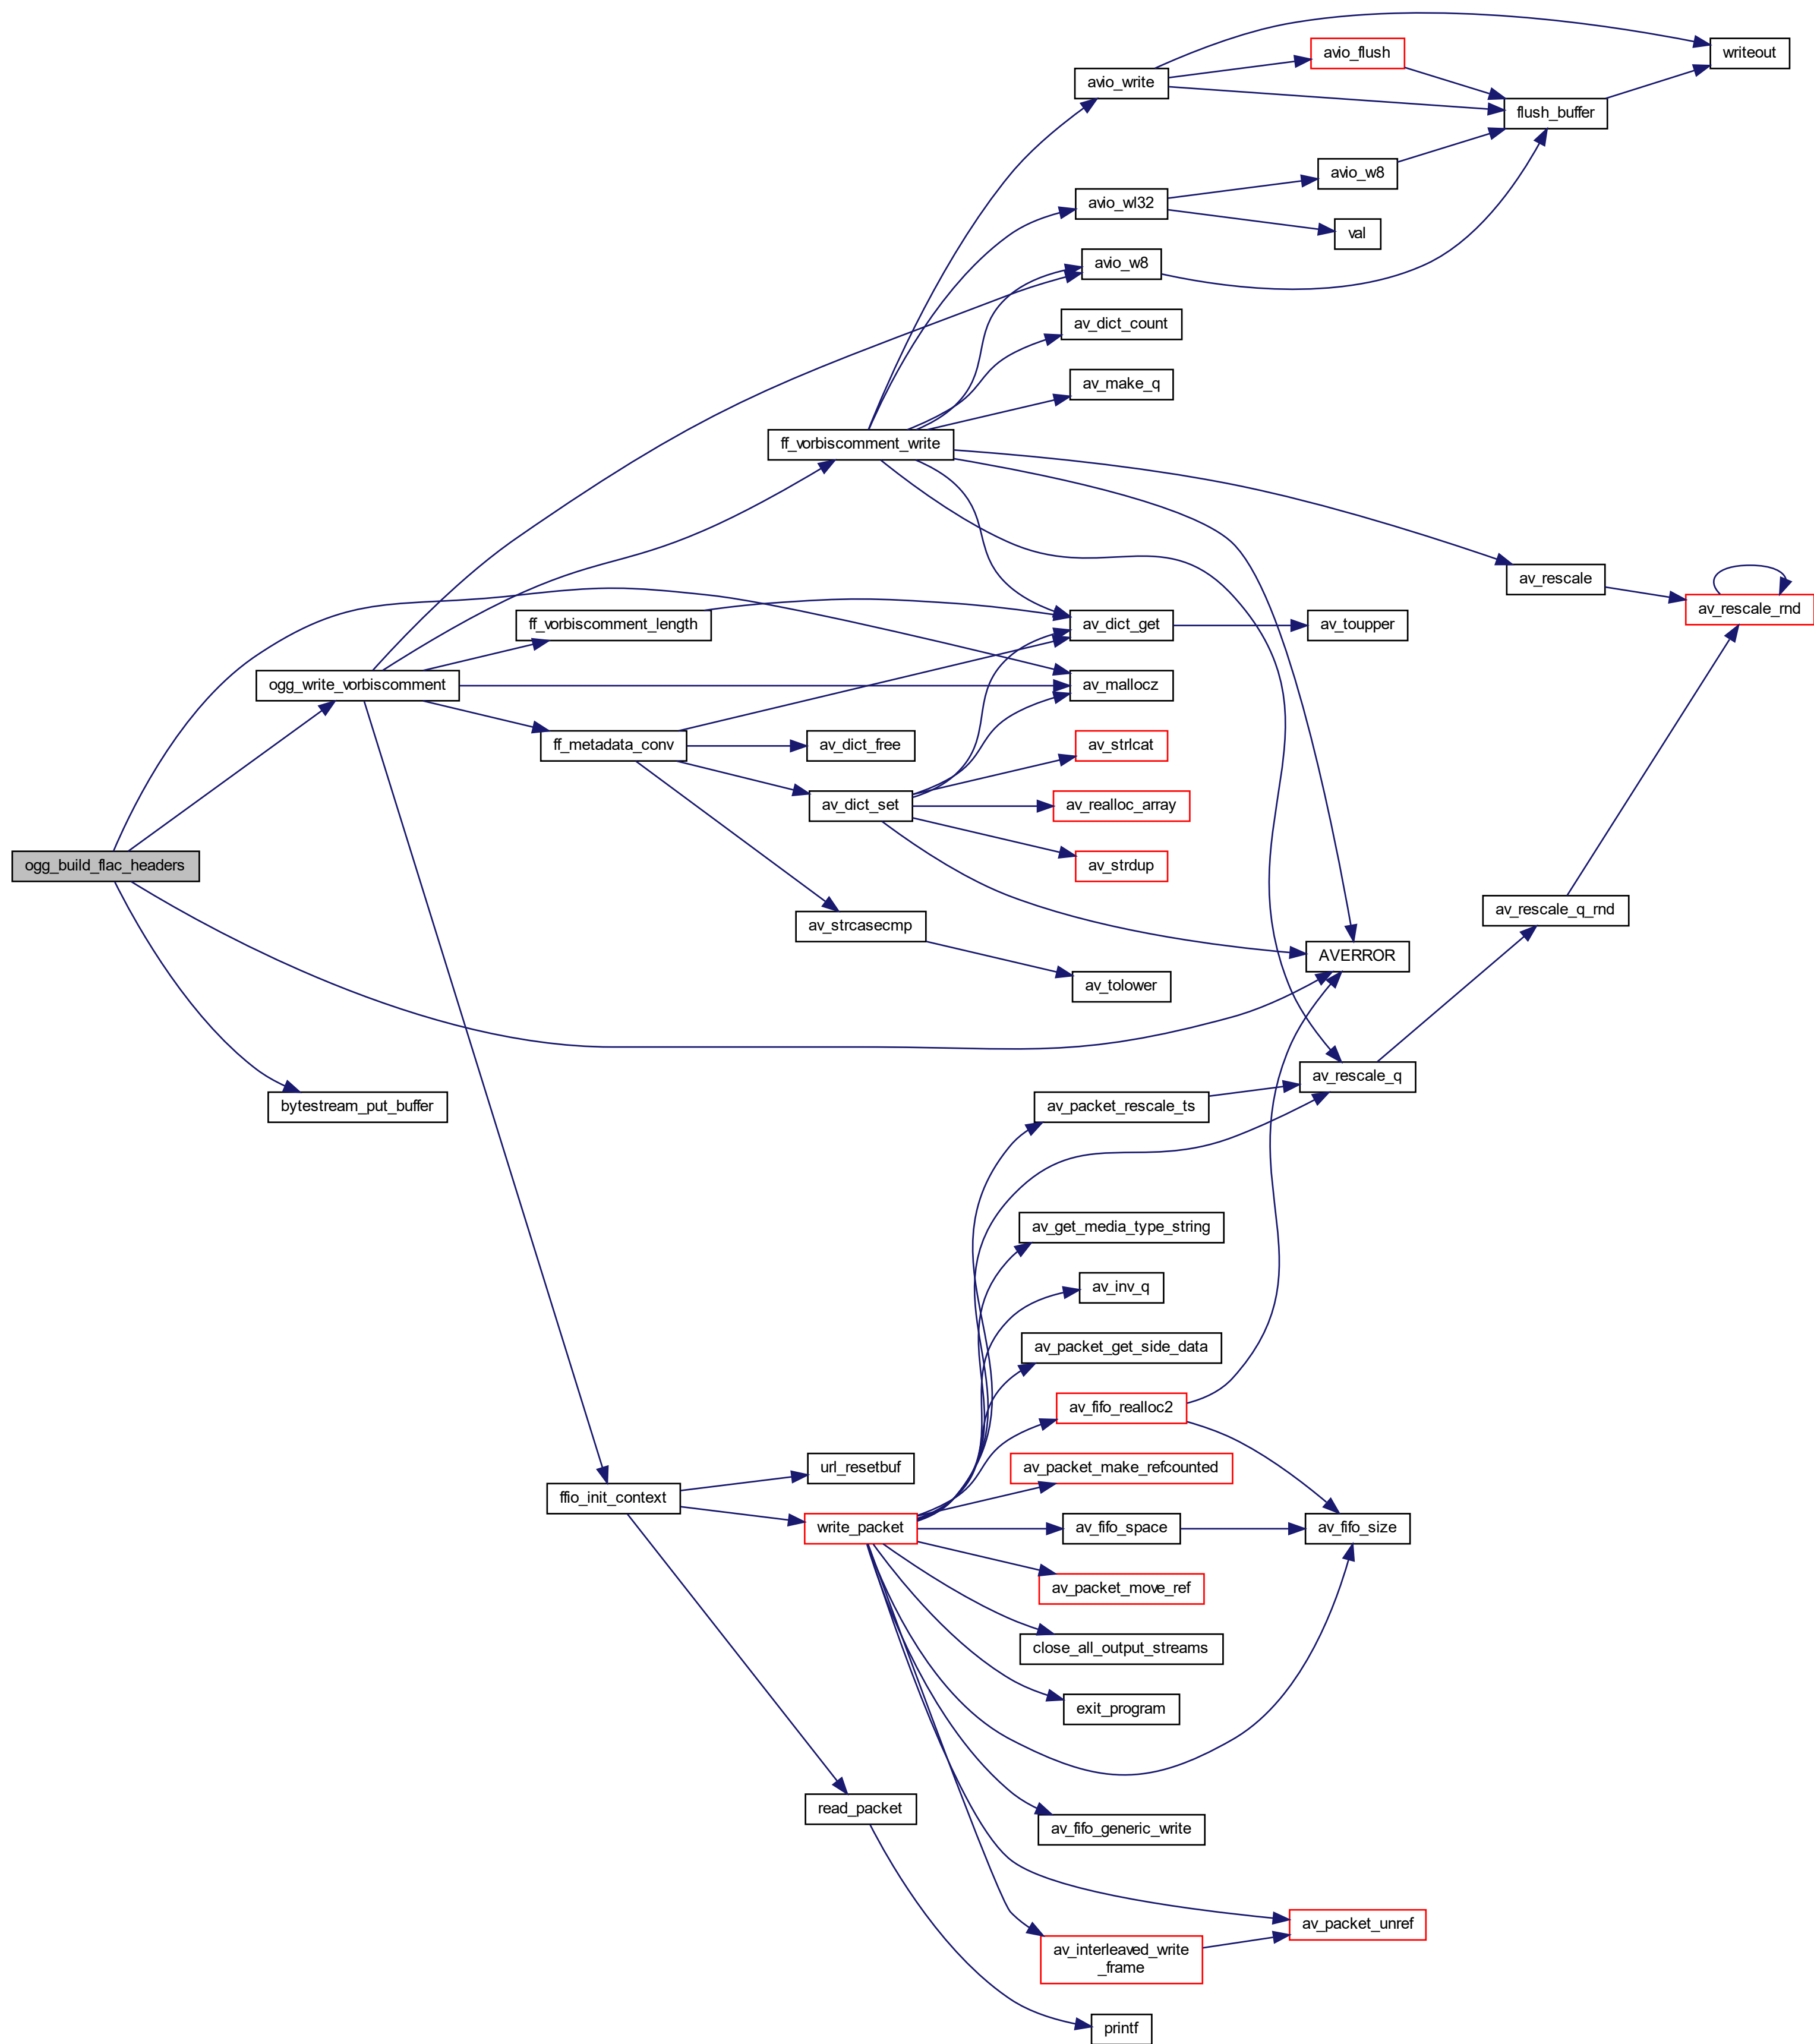 writeout
avio_flush
avio_write
flush_buffer
avio_w8
avio_wl32
val
avio_w8
av_dict_count
av_make_q
ff_vorbiscomment_write
av_rescale
av_rescale_rnd
ff_vorbiscomment_length
av_dict_get
av_toupper
ogg_write_vorbiscomment
av_mallocz
ff_metadata_conv
av_dict_free
av_strlcat
av_dict_set
av_realloc_array
ogg_build_flac_headers
av_strdup
av_strcasecmp
av_rescale_q_rnd
AVERROR
av_tolower
av_rescale_q
bytestream_put_buffer
av_packet_rescale_ts
av_get_media_type_string
av_inv_q
av_packet_get_side_data
av_fifo_realloc2
url_resetbuf
av_packet_make_refcounted
ffio_init_context
write_packet
av_fifo_space
av_fifo_size
av_packet_move_ref
close_all_output_streams
exit_program
read_packet
av_fifo_generic_write
av_packet_unref
av_interleaved_write
_frame
printf